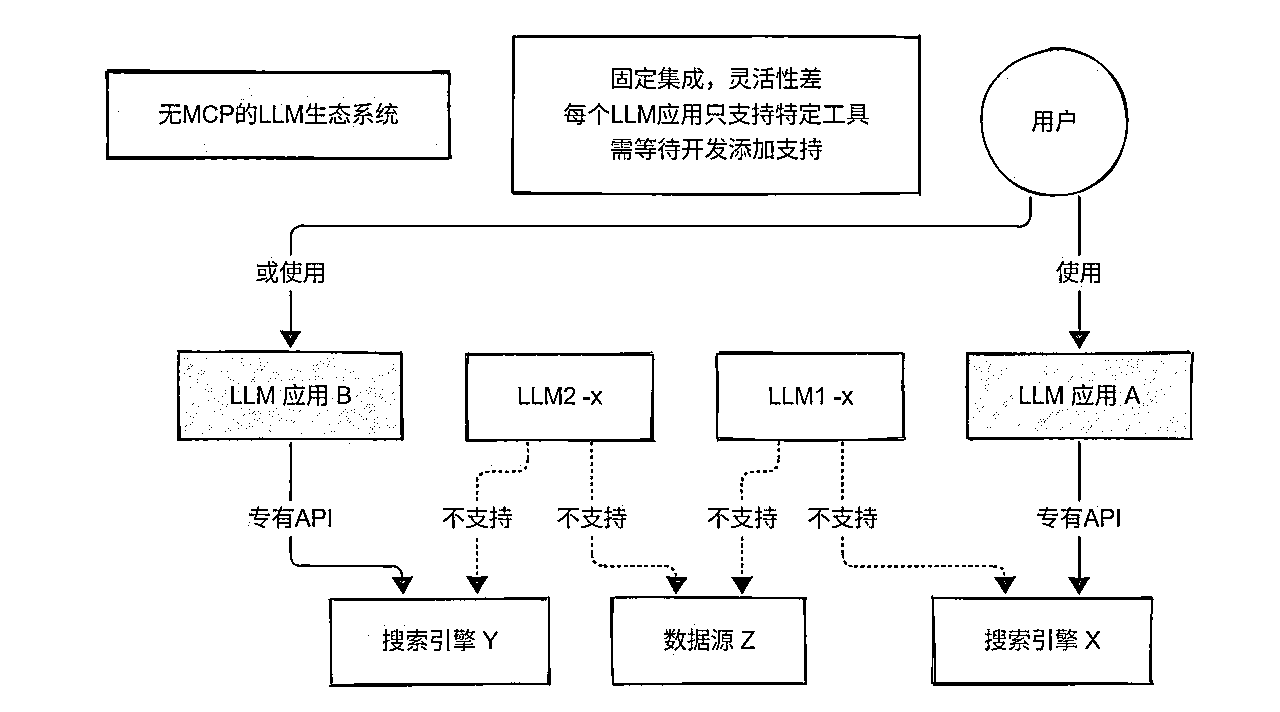 无MCP的LLM生态系统
固定集成，灵活性差
每个LLM应用只支持特定工具
需等待开发添加支持
用户
或使用
使用
LLM 应用 B
LLM2 -x
LLM1 -x
LLM 应用 A
专有API
不支持
不支持
不支持
不支持
专有API
搜索引擎 Y
数据源 Z
搜索引擎 X